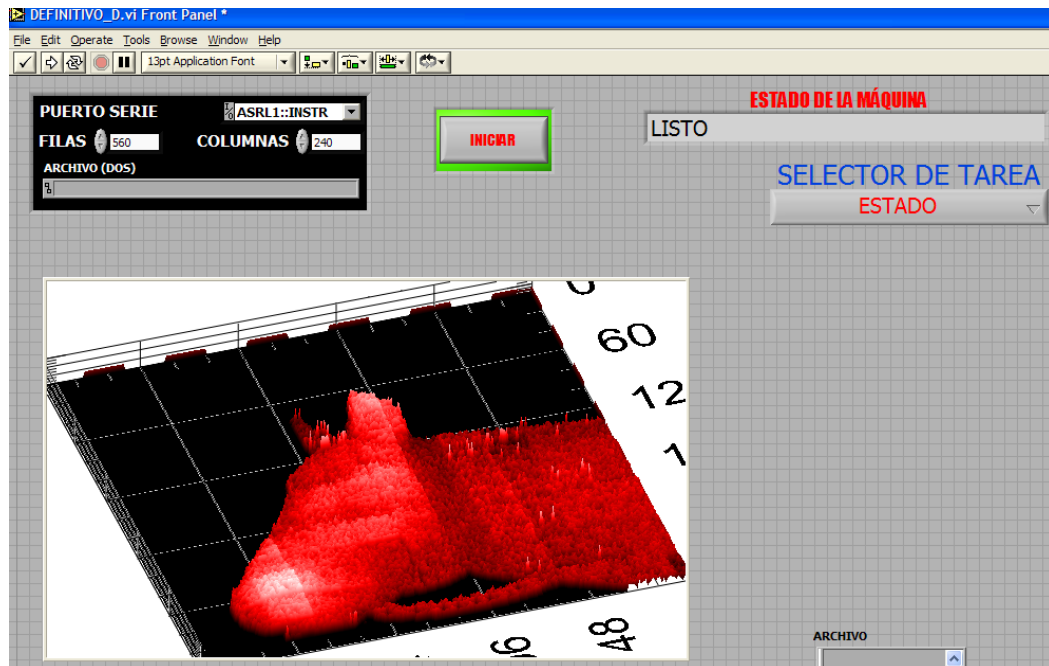 DEFINITIVO_D.vi Front Panel *
File Edit Operate Tools Browse Window Help
13pt Application Font
PUERTO SERIE ASRL1::INSTR
FILAS 560 COLUMNAS 240
ARCHIVO (DOS)
INICIAR
ESTADO DE LA MÁQUINA
LISTO
SELECTOR DE TAREA
ESTADO
0
60
12
1
48
ARCHIVO